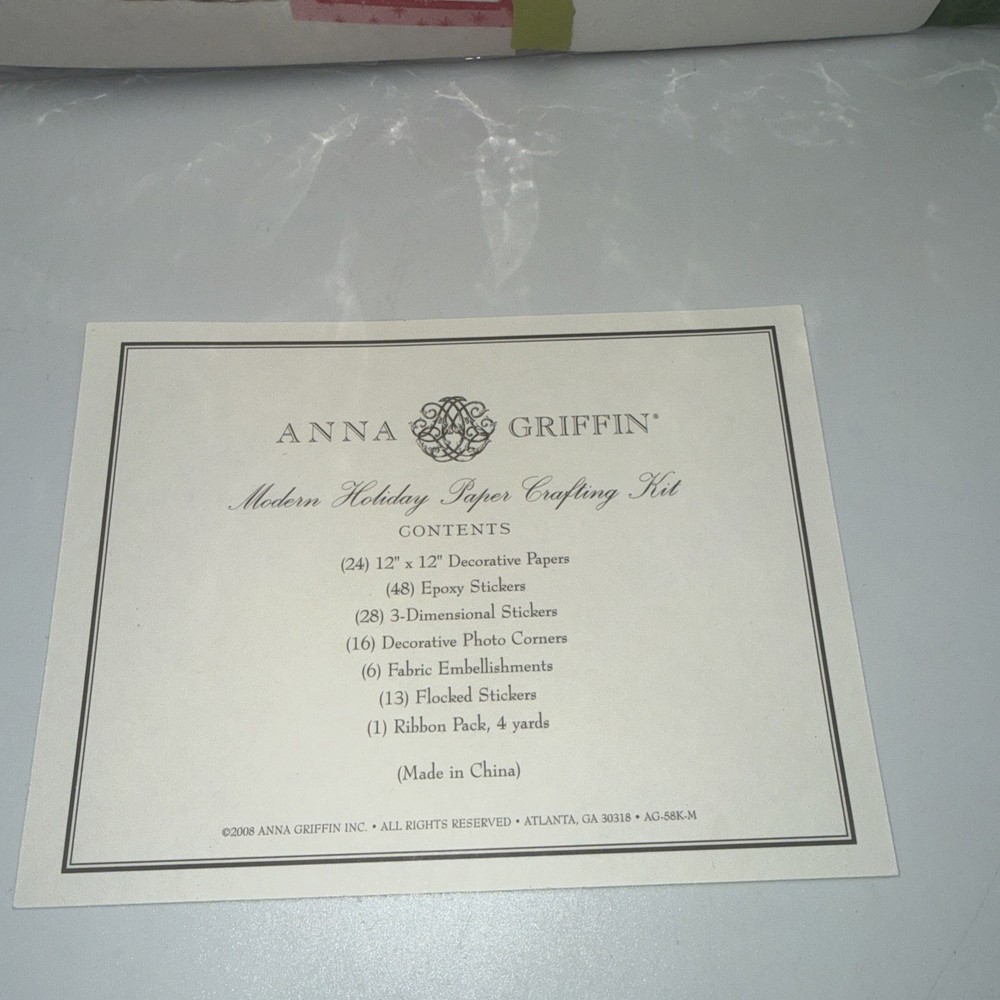 ANNA GRIFFIN®
Modern Holiday Paper Crafting Kit
CONTENTS
(24) 12" x 12" Decorative Papers
(48) Epoxy Stickers
(28) 3-Dimensional Stickers
(16) Decorative Photo Corners
(6) Fabric Embellishments
(13) Flocked Stickers
(1) Ribbon Pack, 4 yards
(Made in China)
©2008 ANNA GRIFFIN INC. • ALL RIGHTS RESERVED • ATLANTA, GA 30318 • AG-58K-M